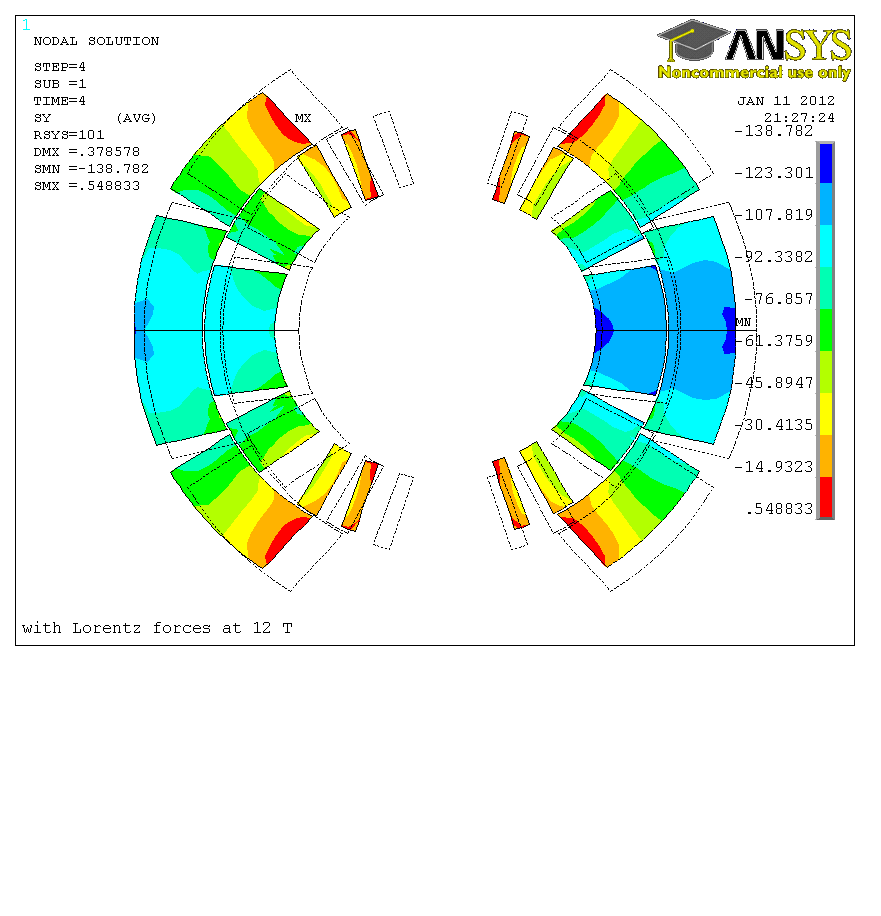 1
NODAL SOLUTION
STEP=4
SUB =1
TIME=4
SY (AVG)
RSYS=101
DMX =.378578
SMN =-138.782
SMX =.548833
ANSYS
Noncommercial use only
JAN 11 2012
21:27:24
MX
MN
-138.782
-123.301
-107.819
-92.3382
-76.857
-61.3759
-45.8947
-30.4135
-14.9323
.548833
with Lorentz forces at 12 T